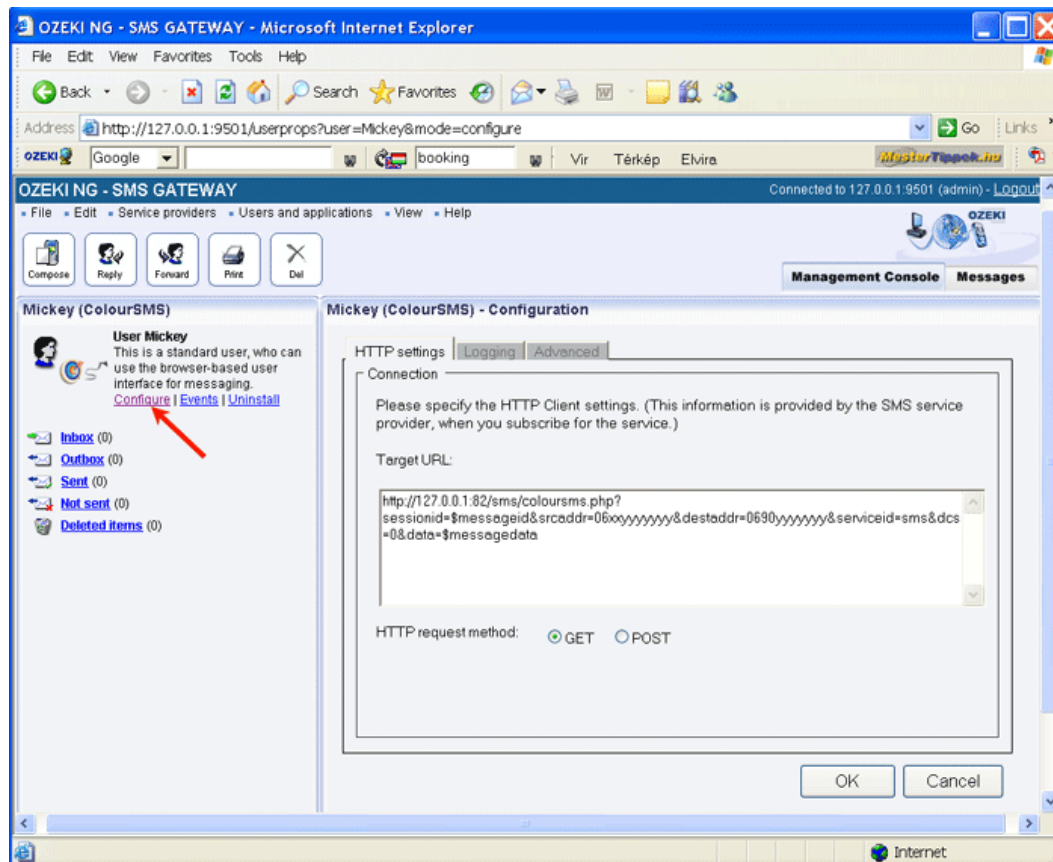 OZEKI NG - SMS GATEWAY - Microsoft Internet Explorer
File Edit View Favorites Tools Help
Back Search Favorites
Address http://127.0.0.1:9501/userprops?user=Mickey&mode=configure Go Links
OZEKI Google booking Vir Térkép Elvira MásterTippek.hu
OZEKI NG - SMS GATEWAY Connected to 127.0.0.1:9501 (admin) - Logout
File Edit Service providers Users and applications View Help
OZEKI
Compose Reply Forward Print Del
Management Console Messages
Mickey (ColourSMS)
User Mickey
This is a standard user, who can
use the browser-based user
interface for messaging.
Configure | Events | Uninstall
Inbox (0)
Outbox (0)
Sent (0)
Not sent (0)
Deleted items (0)
Mickey (ColourSMS) - Configuration
HTTP settings Logging Advanced
Connection
Please specify the HTTP Client settings. (This information is provided by the SMS service
provider, when you subscribe for the service.)
Target URL:
http://127.0.0.1:82/sms/coloursms.php?
sessionid=$messageid&srcaddr=06xxyyyyyyy&destaddr=0690yyyyyyy&serviceid=sms&dcs
=0&data=$messagedata
HTTP request method: GET POST
OK Cancel
Internet